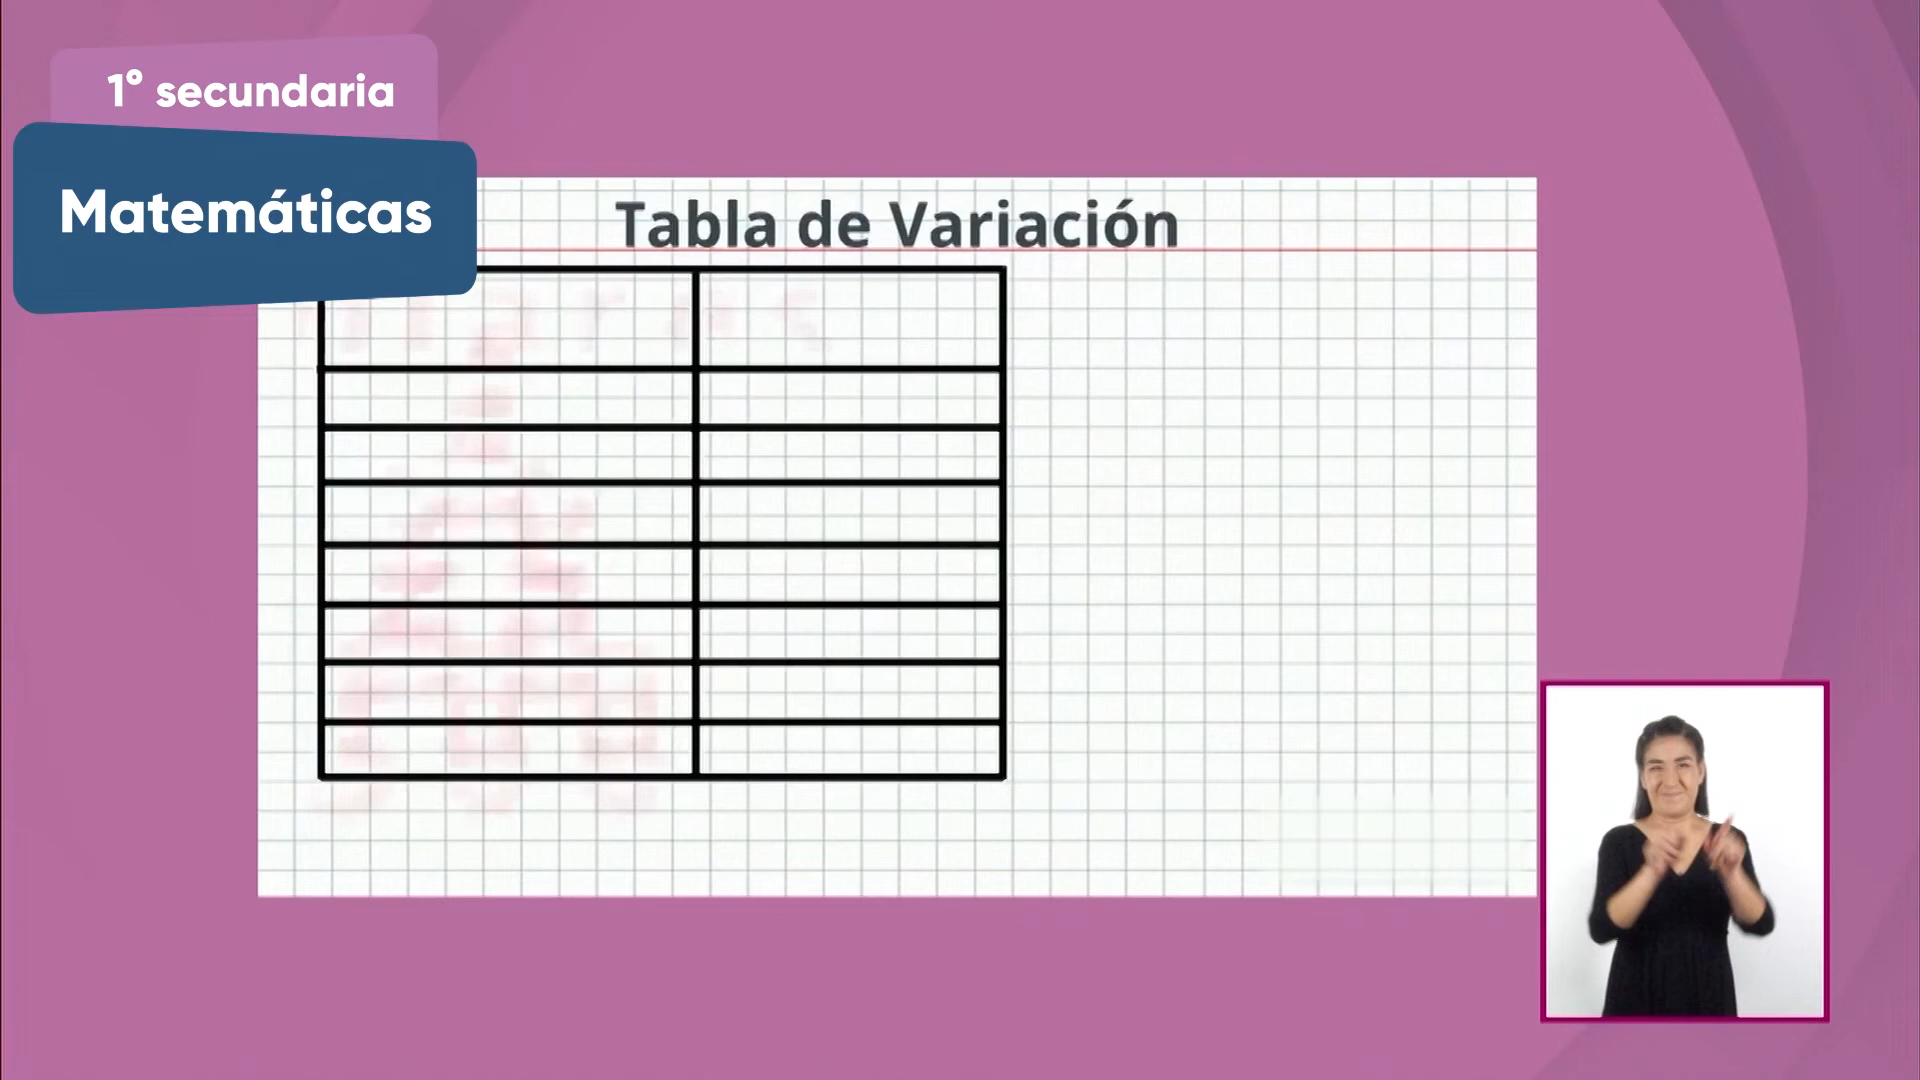 1° secundaria
Matemáticas
Tabla de Variación